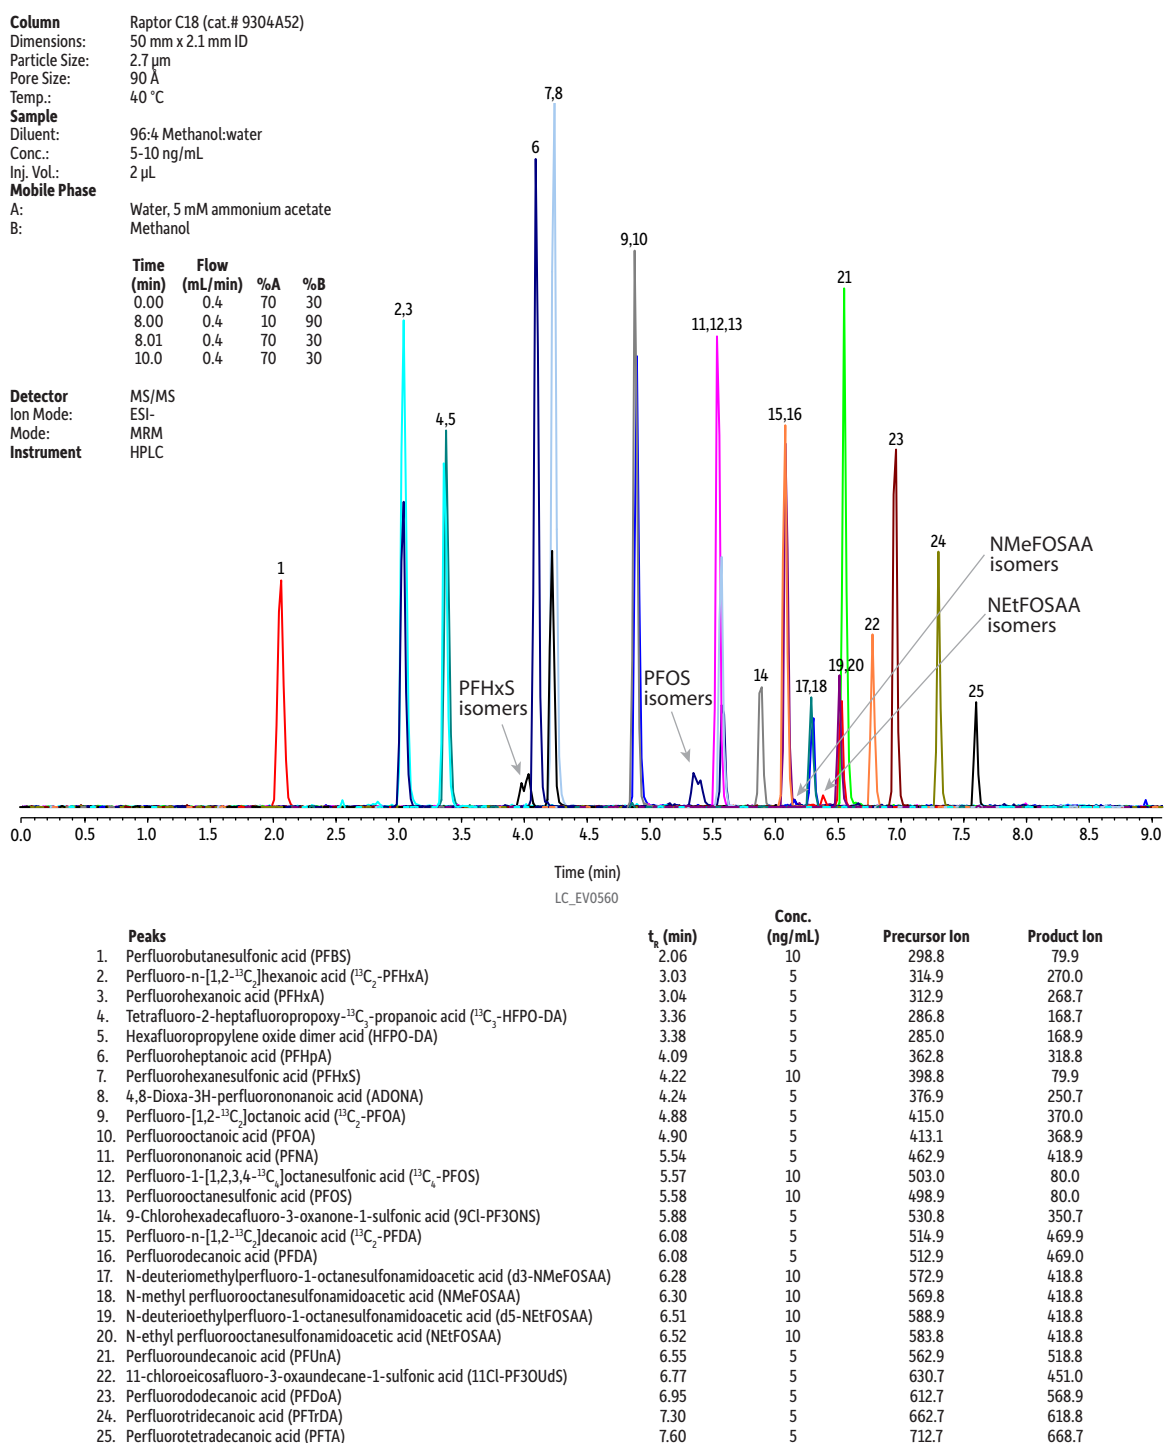 Column Raptor C18 (cat.# 9304A52)
Dimensions: 50 mm x 2.1 mm ID
Particle Size: 2.7 µm
Pore Size: 90 Å
Temp.: 40 °C
Sample
Diluent: 96:4 Methanol:water
Conc.: 5-10 ng/mL
Inj. Vol.: 2 µL
Mobile Phase
A: Water, 5 mM ammonium acetate
B: Methanol
Time Flow
(min) (mL/min) %A %B
0.00 0.4 70 30
8.00 0.4 10 90
8.01 0.4 70 30
10.0 0.4 70 30
Detector MS/MS
Ion Mode: ESI-
Mode: MRM
Instrument HPLC
1
2,3
4,5
PFHxS
isomers
6
7,8
9,10
PFOS
isomers
11,12,13
14
15,16
17,18
19,20
21
22
23
24
25
NMeFOSAA
isomers
NEtFOSAA
isomers
0.0 0.5 1.0 1.5 2.0 2.5 3.0 3.5 4.0 4.5 5.0 5.5 6.0 6.5 7.0 7.5 8.0 8.5 9.0
Time (min)
LC_EV0560
Conc.
Peaks tR (min) (ng/mL) Precursor Ion Product Ion
1. Perfluorobutanesulfonic acid (PFBS) 2.06 10 298.8 79.9
2. Perfluoro-n-[1,2-¹³C₂]hexanoic acid (¹³C₂-PFHxA) 3.03 5 314.9 270.0
3. Perfluorohexanoic acid (PFHxA) 3.04 5 312.9 268.7
4. Tetrafluoro-2-heptafluoropropoxy-¹³C₃-propanoic acid (¹³C₃-HFPO-DA) 3.36 5 286.8 168.7
5. Hexafluoropropylene oxide dimer acid (HFPO-DA) 3.38 5 285.0 168.9
6. Perfluoroheptanoic acid (PFHpA) 4.09 5 362.8 318.8
7. Perfluorohexanesulfonic acid (PFHxS) 4.22 10 398.8 79.9
8. 4,8-Dioxa-3H-perfluorononanoic acid (ADONA) 4.24 5 376.9 250.7
9. Perfluoro-[1,2-¹³C₂]octanoic acid (¹³C₂-PFOA) 4.88 5 415.0 370.0
10. Perfluorooctanoic acid (PFOA) 4.90 5 413.1 368.9
11. Perfluorononanoic acid (PFNA) 5.54 5 462.9 418.9
12. Perfluoro-1-[1,2,3,4-¹³C₄]octanesulfonic acid (¹³C₄-PFOS) 5.57 10 503.0 80.0
13. Perfluorooctanesulfonic acid (PFOS) 5.58 10 498.9 80.0
14. 9-Chlorohexadecafluoro-3-oxanone-1-sulfonic acid (9Cl-PF3ONS) 5.88 5 530.8 350.7
15. Perfluoro-n-[1,2-¹³C₂]decanoic acid (¹³C₂-PFDA) 6.08 5 514.9 469.9
16. Perfluorodecanoic acid (PFDA) 6.08 5 512.9 469.0
17. N-deuteriomethylperfluoro-1-octanesulfonamidoacetic acid (d3-NMeFOSAA) 6.28 10 572.9 418.8
18. N-methyl perfluorooctanesulfonamidoacetic acid (NMeFOSAA) 6.30 10 569.8 418.8
19. N-deuterioethylperfluoro-1-octanesulfonamidoacetic acid (d5-NEtFOSAA) 6.51 10 588.9 418.8
20. N-ethyl perfluorooctanesulfonamidoacetic acid (NEtFOSAA) 6.52 10 583.8 418.8
21. Perfluoroundecanoic acid (PFUnA) 6.55 5 562.9 518.8
22. 11-chloroeicosafluoro-3-oxaundecane-1-sulfonic acid (11Cl-PF3OUdS) 6.77 5 630.7 451.0
23. Perfluorododecanoic acid (PFDoA) 6.95 5 612.7 568.9
24. Perfluorotridecanoic acid (PFTrDA) 7.30 5 662.7 618.8
25. Perfluorotetradecanoic acid (PFTA) 7.60 5 712.7 668.7